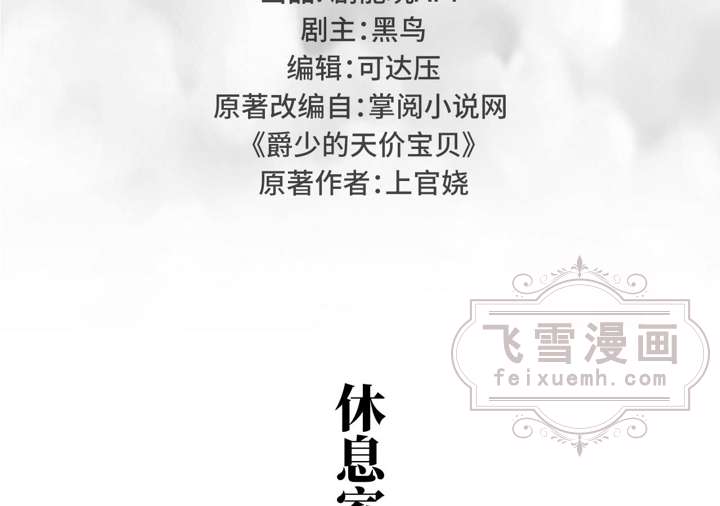 剧主：黑鸟
编辑：可达压
原著改编自：掌阅小说网
《爵少的天价宝贝》
原著作者：上官娆
飞雪漫画
feixuemh.com
休息室